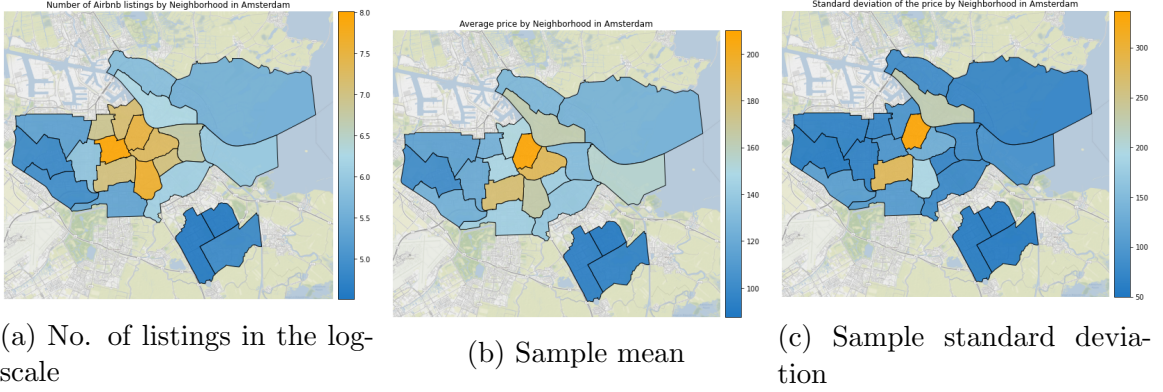 Number of Airbnb listings by Neighborhood in Amsterdam
8.0
7.5
7.0
6.5
6.0
5.5
5.0
(a) No. of listings in the log-
scale
Average price by Neighborhood in Amsterdam
200
180
160
140
120
100
(b) Sample mean
Standard deviation of the price by Neighborhood in Amsterdam
300
250
200
150
100
50
(c) Sample standard devia-
tion